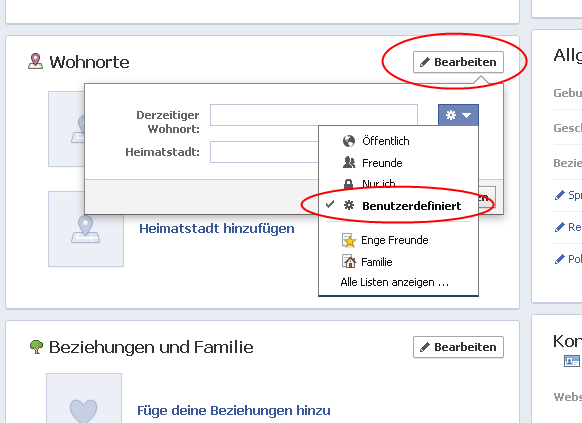 Wohnorte
Bearbeiten
Derzeitiger
Wohnort:
Heimatstadt:
Öffentlich
Freunde
Nur ich
Benutzerdefiniert
Enge Freunde
Familie
Alle Listen anzeigen ...
Heimatstadt hinzufügen
Beziehungen und Familie
Bearbeiten
Füge deine Beziehungen hinzu
Allg
Gebu
Gesc
Bezie
Spr
Re
Pol
Kon
Webs